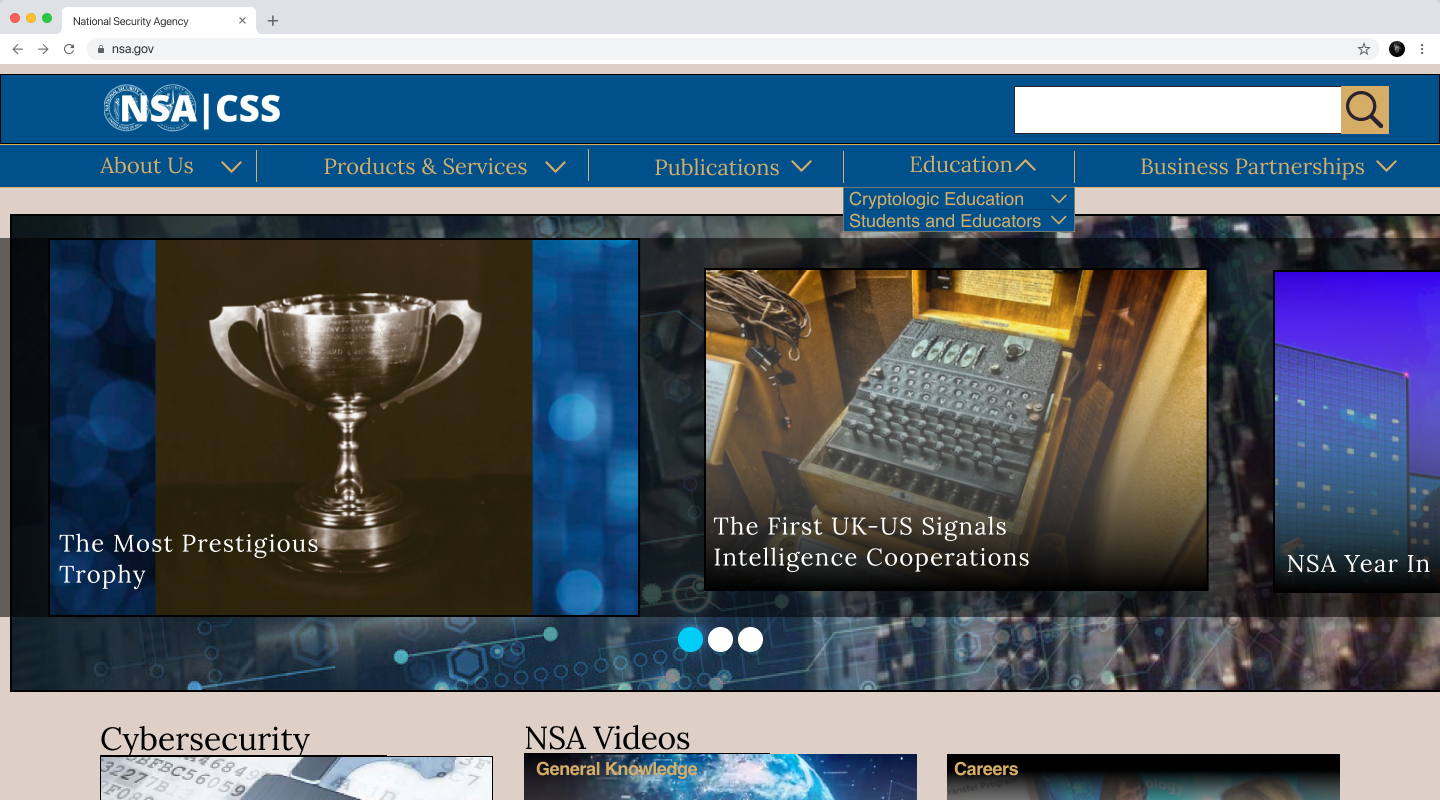 National Security Agency
nsa.gov
NSA|CSS
About Us
Products & Services
Publications
Education
Business Partnerships
Cryptologic Education
Students and Educators
The Most Prestigious
Trophy
The First UK-US Signals
Intelligence Cooperations
NSA Year In
Cybersecurity
NSA Videos
General Knowledge
Careers